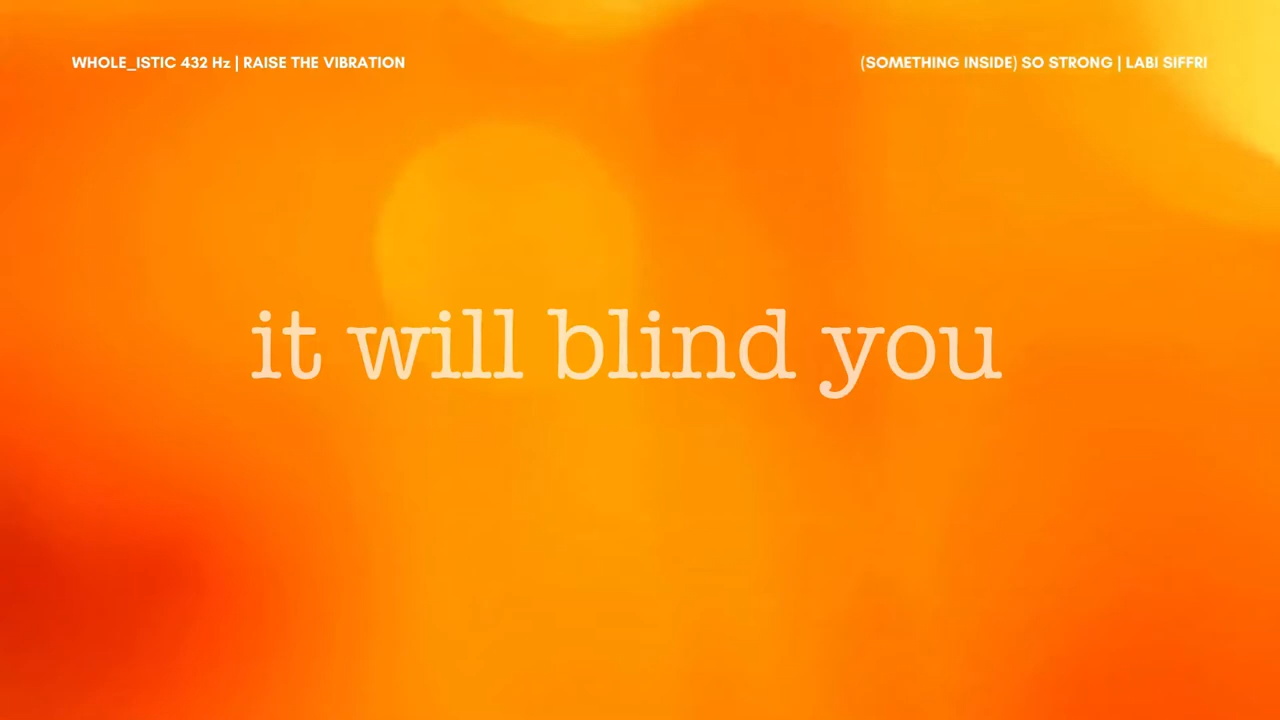 WHOLE_ISTIC 432 Hz | RAISE THE VIBRATION
(SOMETHING INSIDE) SO STRONG | LABI SIFFRI
it will blind you